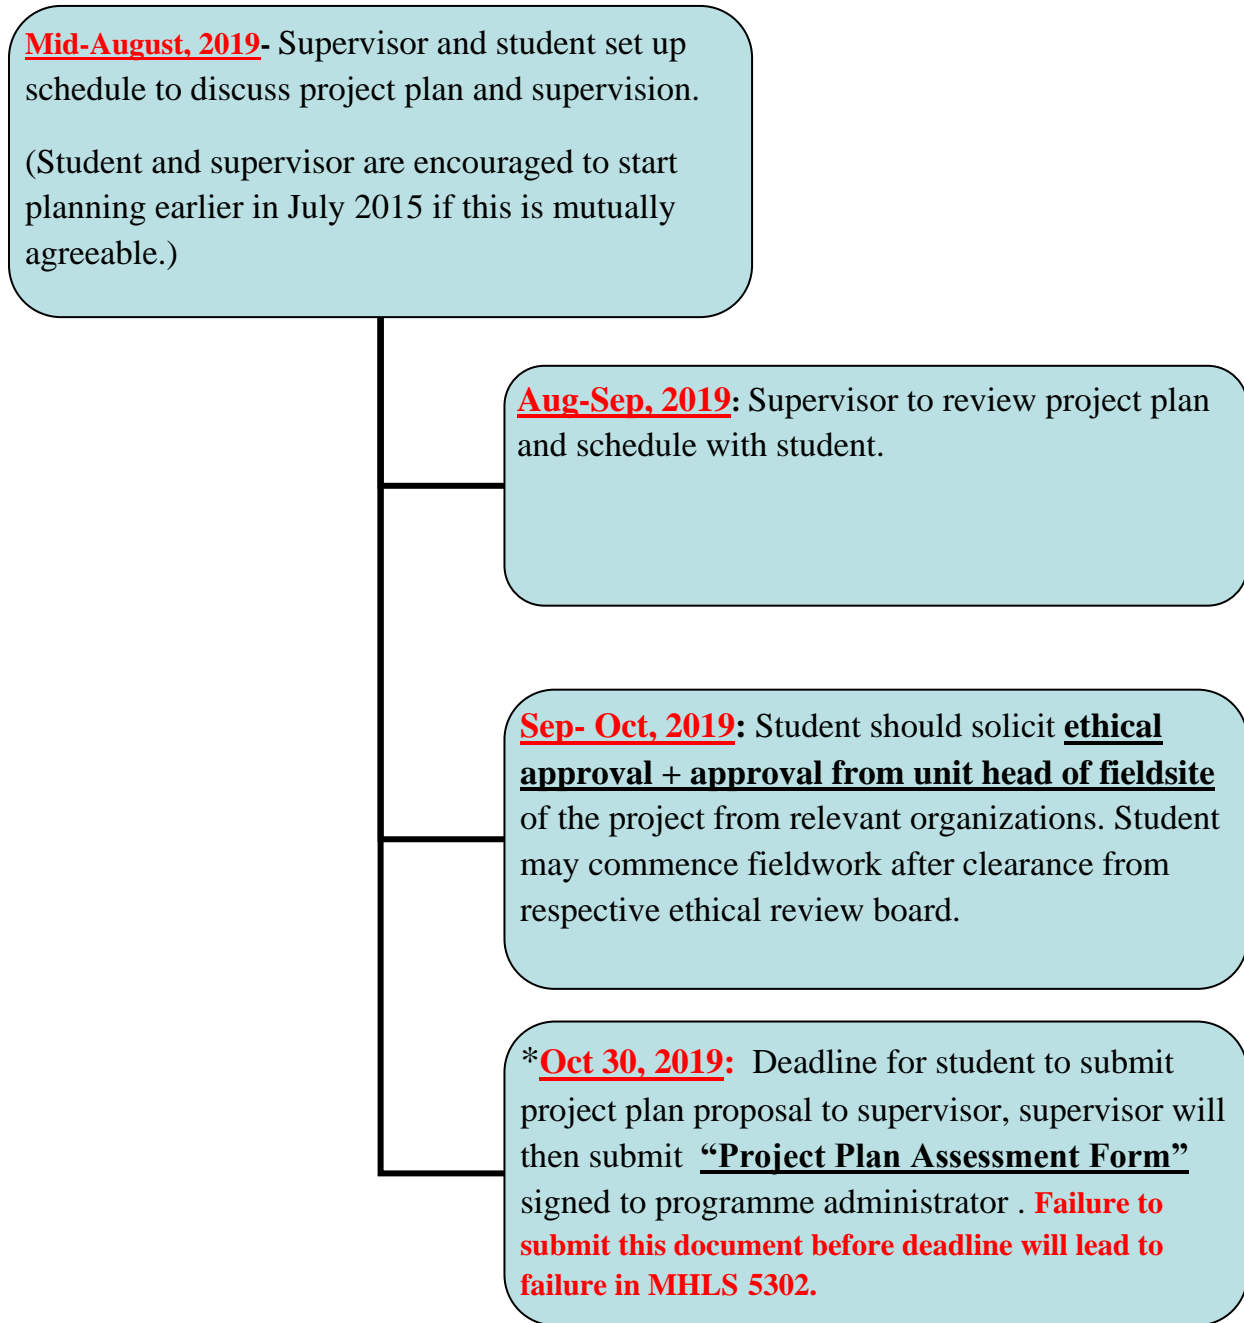 Mid-August, 2019- Supervisor and student set up
schedule to discuss project plan and supervision.
(Student and supervisor are encouraged to start
planning earlier in July 2015 if this is mutually
agreeable.)
Aug-Sep, 2019: Supervisor to review project plan
and schedule with student.
Sep- Oct, 2019: Student should solicit ethical
approval + approval from unit head of fieldsite
of the project from relevant organizations. Student
may commence fieldwork after clearance from
respective ethical review board.
*Oct 30, 2019:  Deadline for student to submit
project plan proposal to supervisor, supervisor will
then submit  “Project Plan Assessment Form”
signed to programme administrator . Failure to
submit this document before deadline will lead to
failure in MHLS 5302.